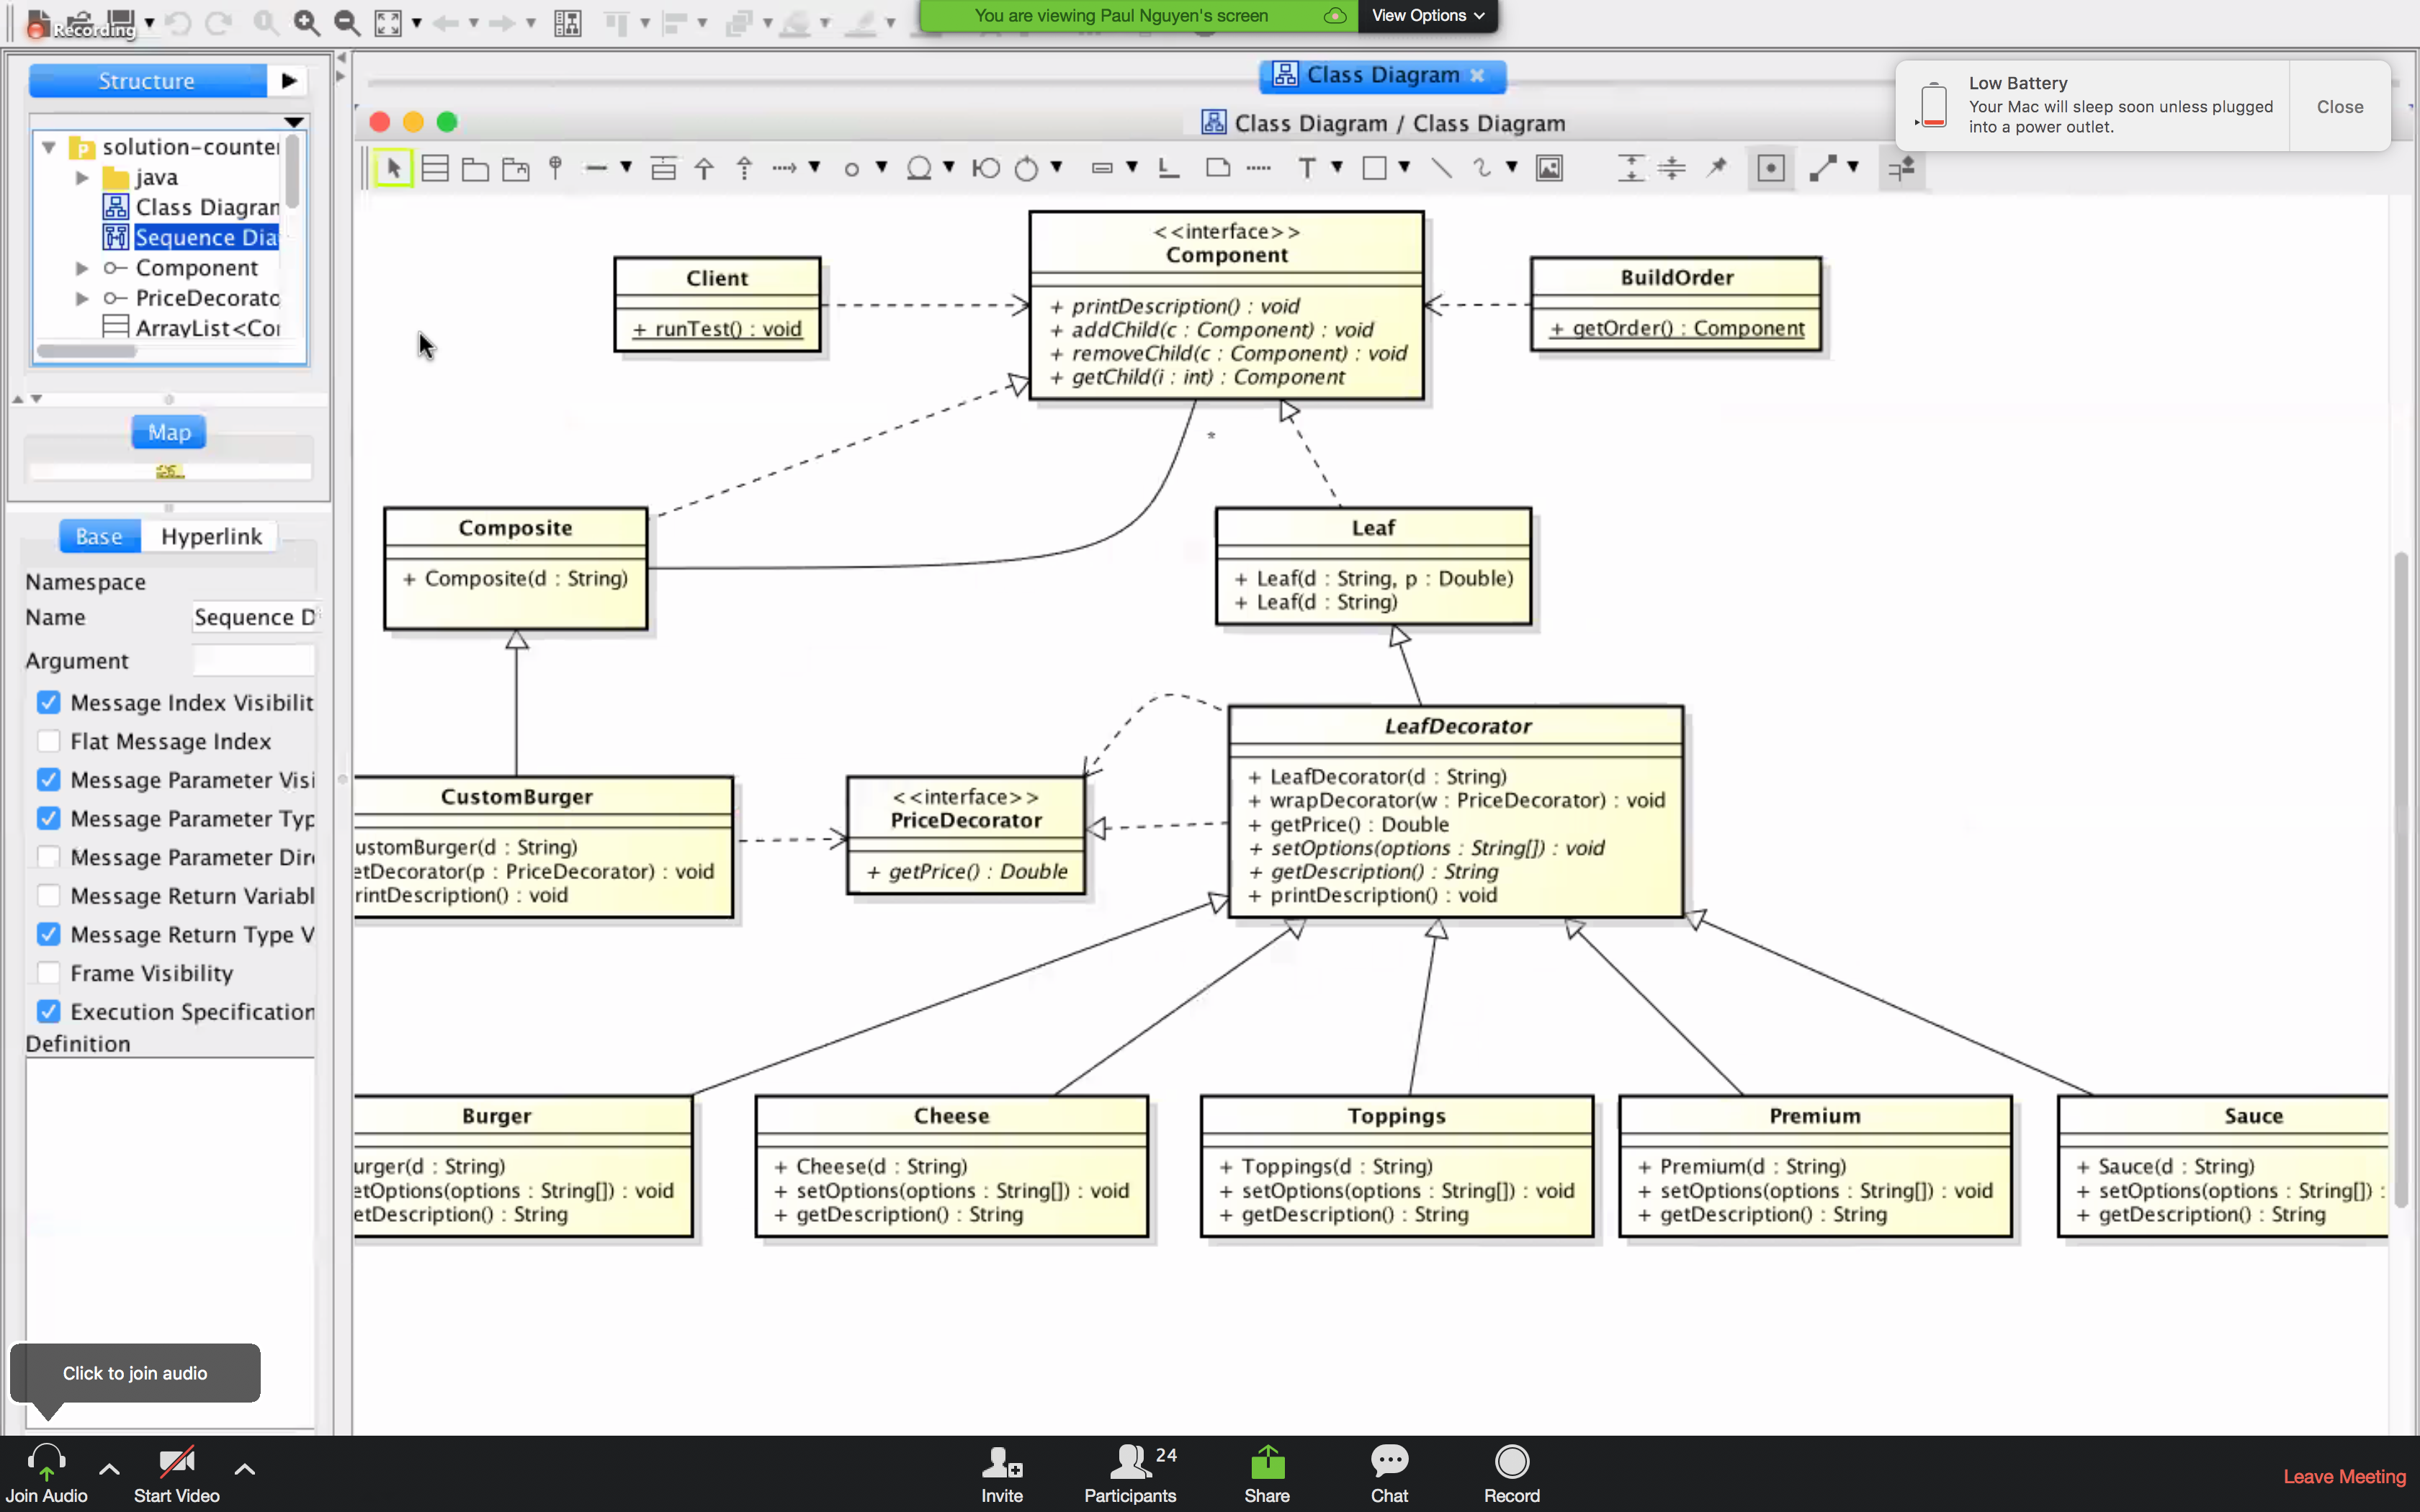 You are viewing Paul Nguyen's screen
View Options
Recording
Structure
Class Diagram
Low Battery
Your Mac will sleep soon unless plugged
into a power outlet.
Close
Class Diagram / Class Diagram
solution-counter
java
Class Diagram
Sequence Dia
Component
PriceDecorato
ArrayList<Co
Map
Base
Hyperlink
Namespace
Name
Sequence D
Argument
Message Index Visibilit
Flat Message Index
Message Parameter Visi
Message Parameter Typ
Message Parameter Dir
Message Return Variabl
Message Return Type V
Frame Visibility
Execution Specification
Definition
<<interface>>
Component
+ printDescription() : void
+ addChild(c : Component) : void
+ removeChild(c : Component) : void
+ getChild(i : int) : Component
Client
+ runTest() : void
BuildOrder
+ getOrder() : Component
*
Composite
+ Composite(d : String)
Leaf
+ Leaf(d : String, p : Double)
+ Leaf(d : String)
LeafDecorator
+ LeafDecorator(d : String)
+ wrapDecorator(w : PriceDecorator) : void
+ getPrice() : Double
+ setOptions(options : String[]) : void
+ getDescription() : String
+ printDescription() : void
CustomBurger
ustomBurger(d : String)
etDecorator(p : PriceDecorator) : void
rintDescription() : void
<<interface>>
PriceDecorator
+ getPrice() : Double
Burger
urger(d : String)
etOptions(options : String[]) : void
etDescription() : String
Cheese
+ Cheese(d : String)
+ setOptions(options : String[]) : void
+ getDescription() : String
Toppings
+ Toppings(d : String)
+ setOptions(options : String[]) : void
+ getDescription() : String
Premium
+ Premium(d : String)
+ setOptions(options : String[]) : void
+ getDescription() : String
Sauce
+ Sauce(d : String)
+ setOptions(options : String[]) :
+ getDescription() : String
Click to join audio
Join Audio
Start Video
Invite
24
Participants
Share
Chat
Record
Leave Meeting